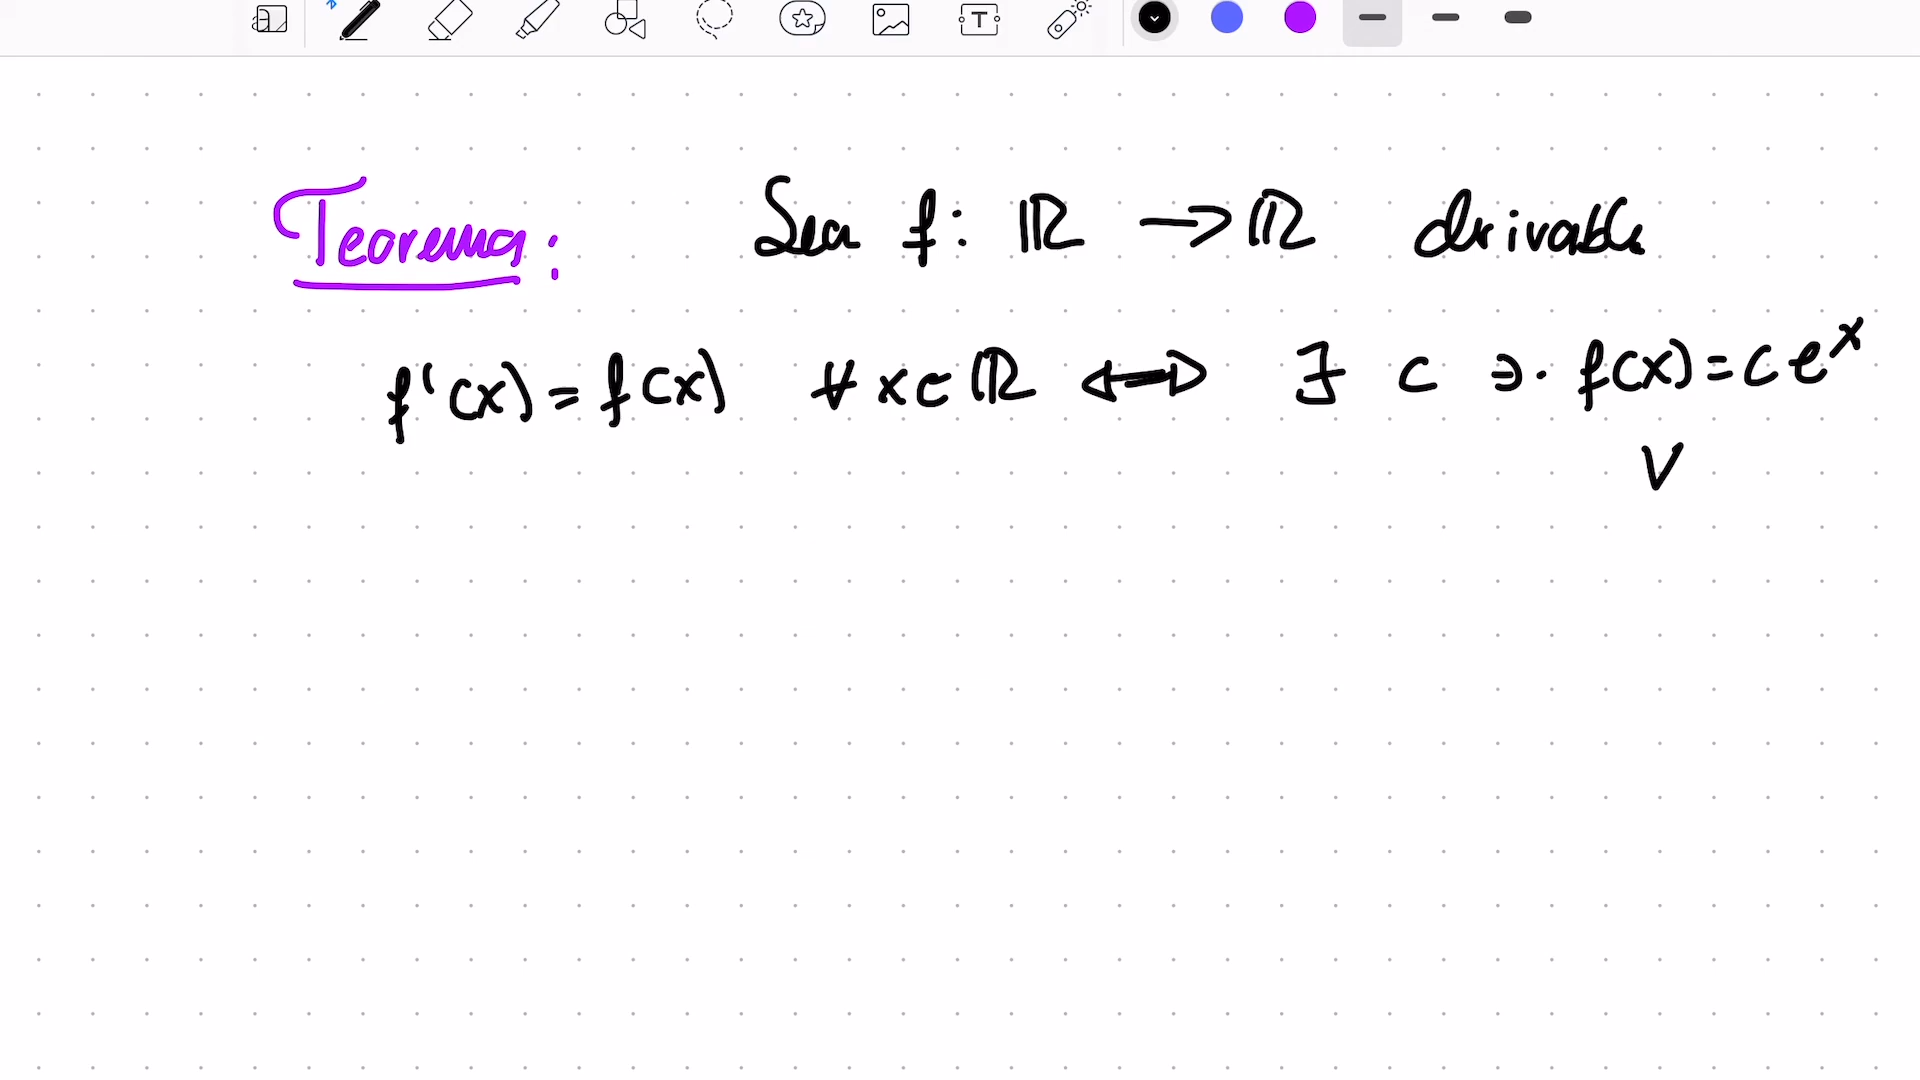 Teorema: Sea f: ℝ → ℝ derivable
f'(x) = f(x) ∀ x ∈ ℝ ⟺ ∃ c ∋· f(x) = c e^x
∀